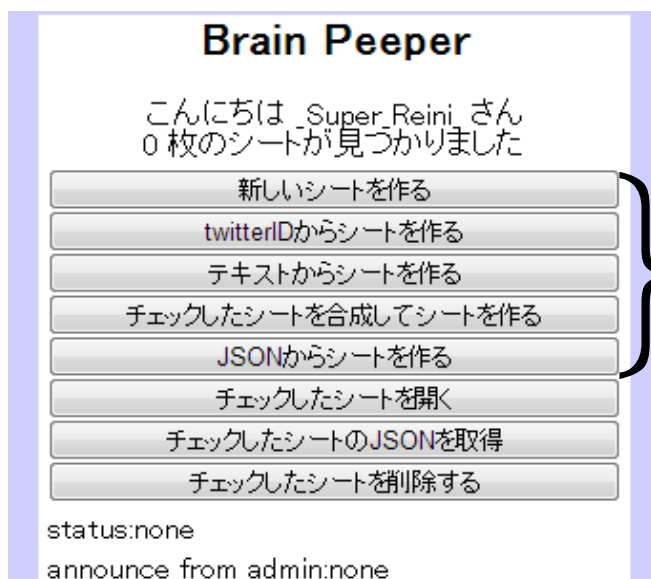 Brain Peeper
こんにちは _Super_Reini_ さん
0 枚のシートが見つかりました
新しいシートを作る
twitterIDからシートを作る
テキストからシートを作る
チェックしたシートを合成してシートを作る
JSONからシートを作る
チェックしたシートを開く
チェックしたシートのJSONを取得
チェックしたシートを削除する
status:none
announce from admin:none